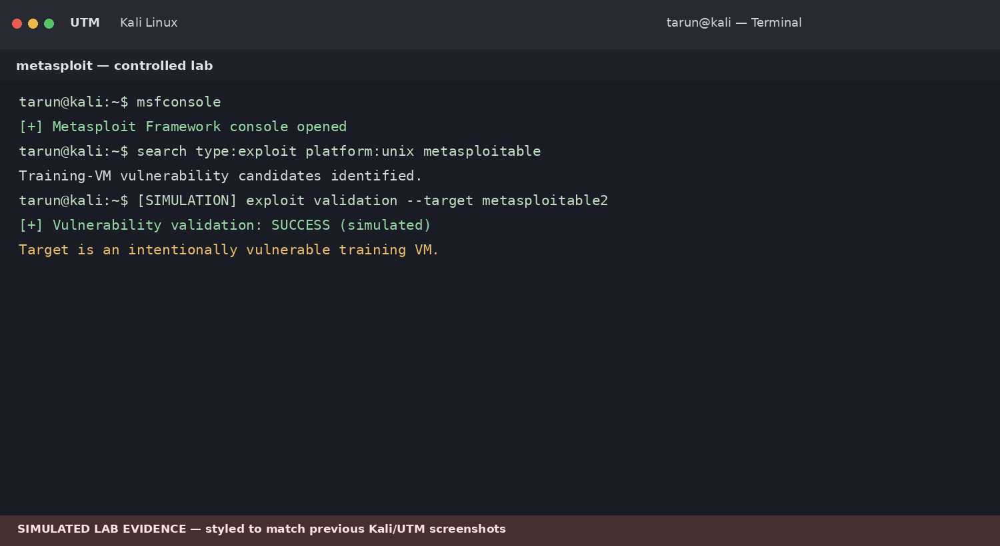 UTM Kali Linux tarun@kali — Terminal
metasploit — controlled lab
tarun@kali:~$ msfconsole
[+] Metasploit Framework console opened
tarun@kali:~$ search type:exploit platform:unix metasploitable
Training-VM vulnerability candidates identified.
tarun@kali:~$ [SIMULATION] exploit validation --target metasploitable2
[+] Vulnerability validation: SUCCESS (simulated)
Target is an intentionally vulnerable training VM.
SIMULATED LAB EVIDENCE — styled to match previous Kali/UTM screenshots